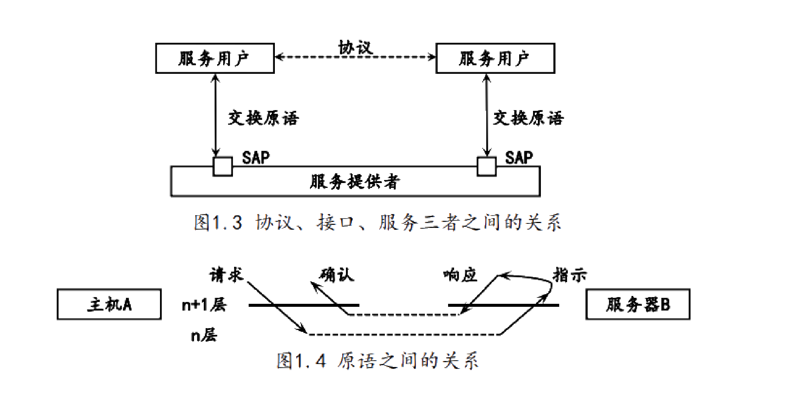 协议
服务用户 服务用户
交换原语 交换原语
SAP SAP
服务提供者
图1.3 协议、接口、服务三者之间的关系
请求 确认 响应 指示
主机A n+1层 服务器B
n层
图1.4 原语之间的关系